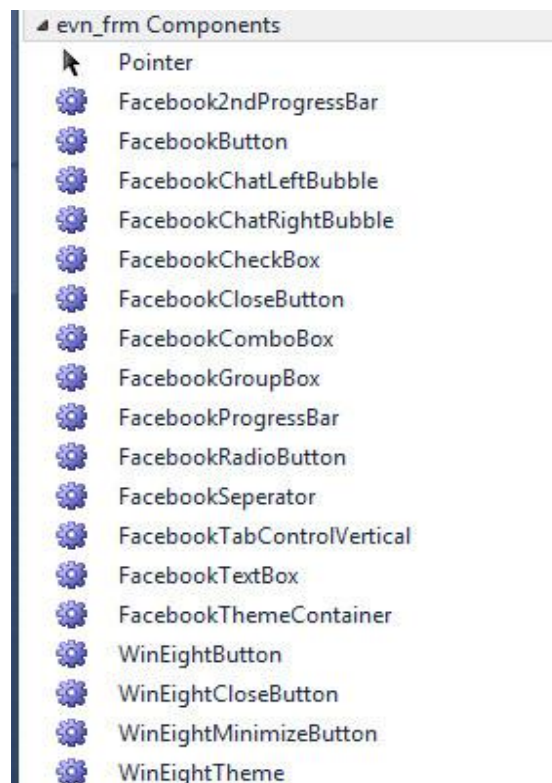 evn_frm Components
Pointer
Facebook2ndProgressBar
FacebookButton
FacebookChatLeftBubble
FacebookChatRightBubble
FacebookCheckBox
FacebookCloseButton
FacebookComboBox
FacebookGroupBox
FacebookProgressBar
FacebookRadioButton
FacebookSeperator
FacebookTabControlVertical
FacebookTextBox
FacebookThemeContainer
WinEightButton
WinEightCloseButton
WinEightMinimizeButton
WinEightTheme